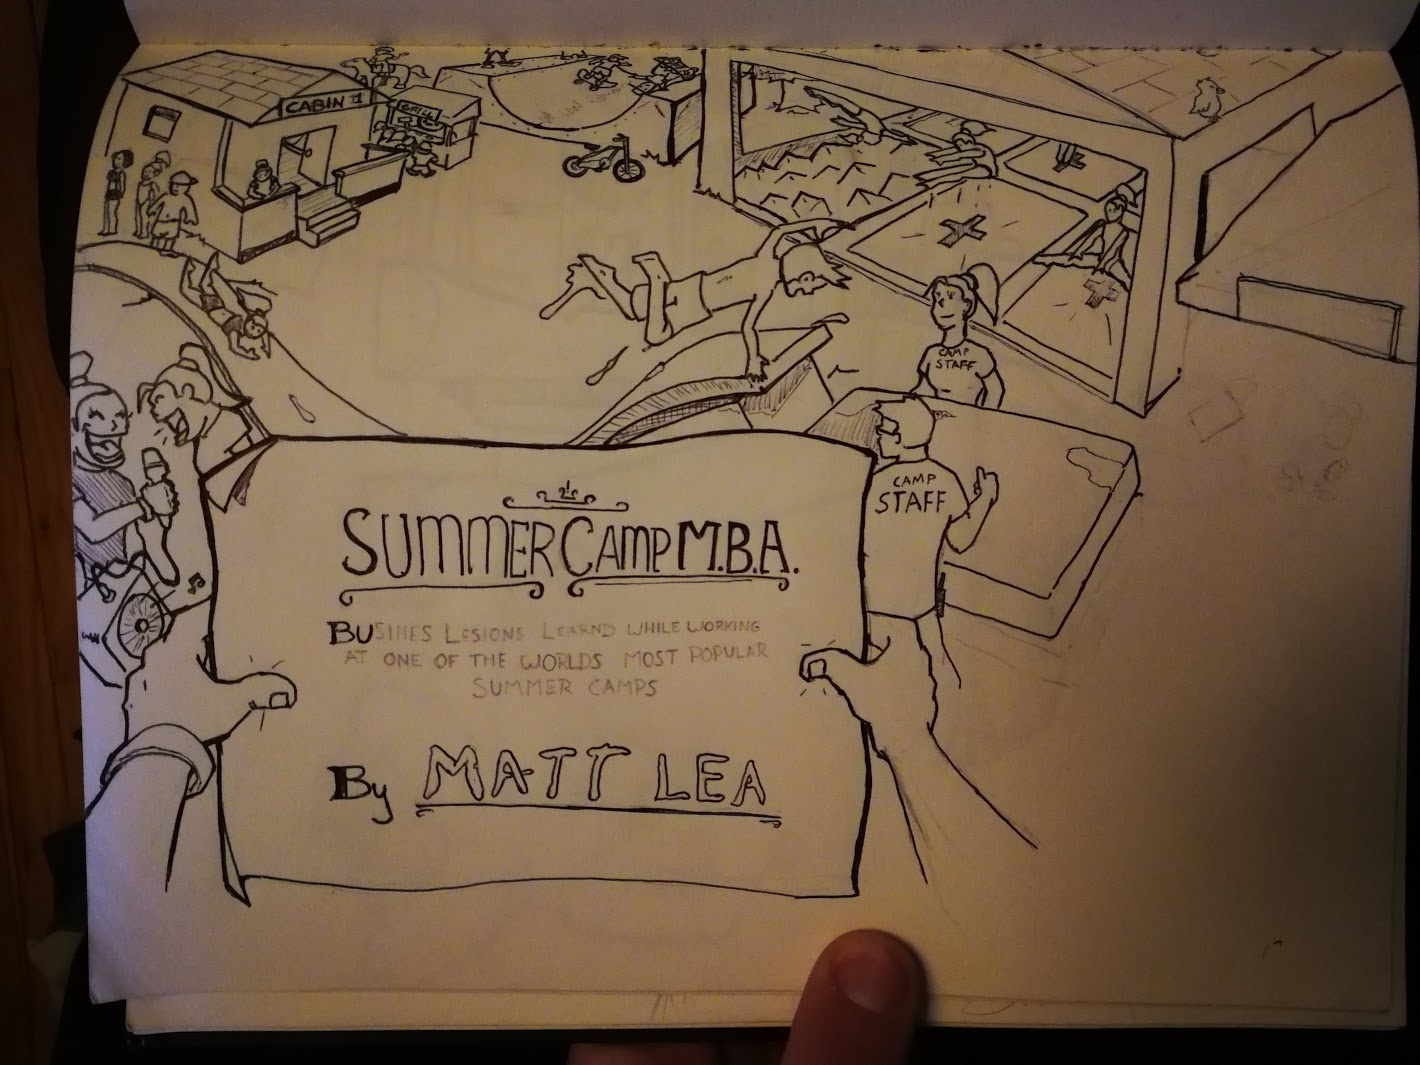 CABIN 1
CAMP
STAFF
CAMP
STAFF
SUMMER CAMP M.B.A.
BUSINES LESIONS LEARND WHILE WORKING
AT ONE OF THE WORLDS MOST POPULAR
SUMMER CAMPS
By MATT LEA